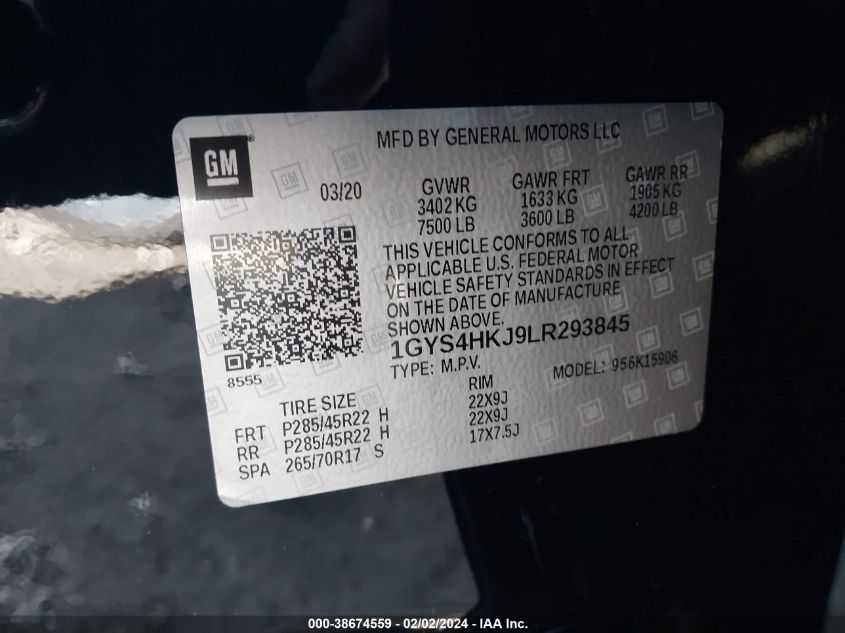 GM
MFD BY GENERAL MOTORS LLC
03/20
GVWR GAWR FRT GAWR RR
3402 KG 1633 KG 1905 KG
7500 LB 3600 LB 4200 LB
THIS VEHICLE CONFORMS TO ALL
APPLICABLE U.S. FEDERAL MOTOR
VEHICLE SAFETY STANDARDS IN EFFECT
ON THE DATE OF MANUFACTURE
SHOWN ABOVE.
1GYS4HKJ9LR293845
8555
TYPE: M.P.V. MODEL: 956K15906
TIRE SIZE RIM
FRT P285/45R22 H 22X9J
RR P285/45R22 H 22X9J
SPA 265/70R17 S 17X7.5J
000-38674559 - 02/02/2024 - IAA Inc.